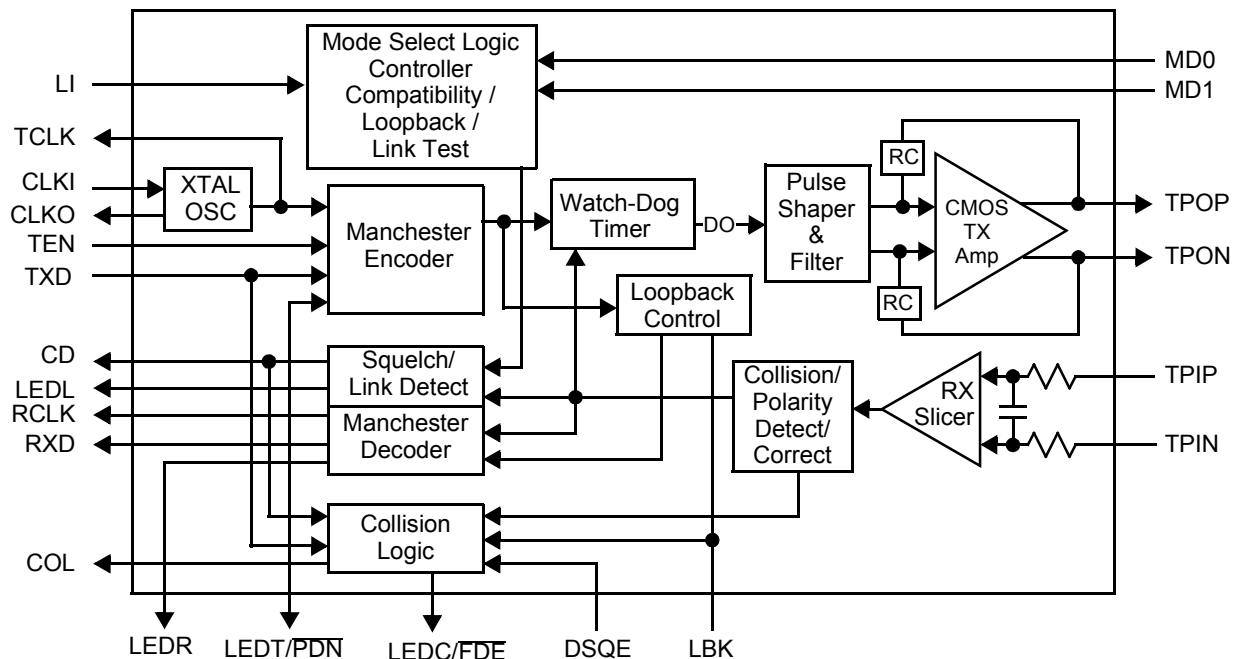 Mode Select Logic
Controller
Compatibility /
Loopback /
Link Test
MD0
MD1
LI
TCLK
CLKI
CLKO
TEN
TXD
XTAL
OSC
Manchester
Encoder
Watch-Dog
Timer
DO
Pulse
Shaper
&
Filter
RC
RC
CMOS
TX
Amp
TPOP
TPON
Loopback
Control
CD
LEDL
RCLK
RXD
Squelch/
Link Detect
Manchester
Decoder
Collision/
Polarity
Detect/
Correct
RX
Slicer
TPIP
TPIN
Collision
Logic
COL
LEDR
LEDT/PDN
LEDC/FDE
DSQE
LBK